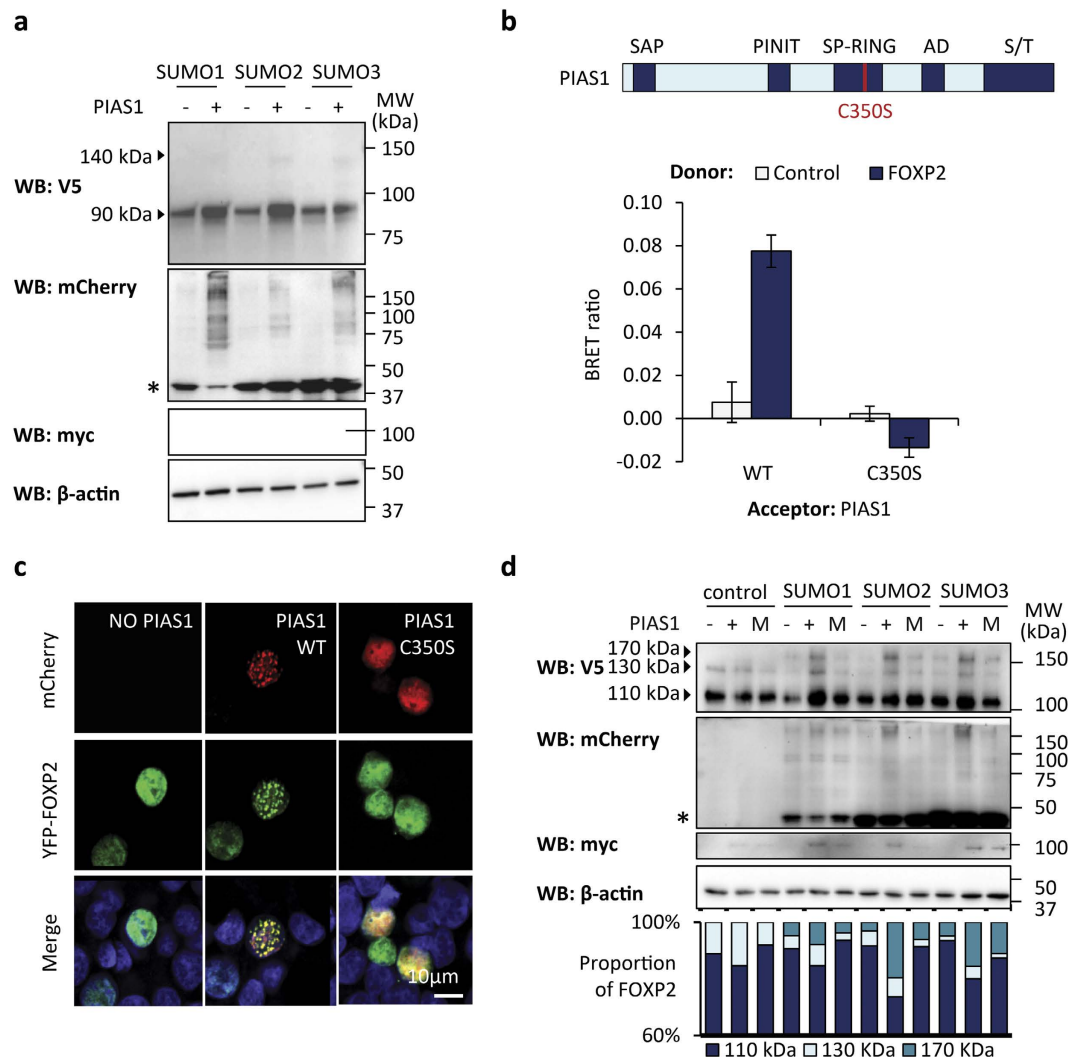 a
SUMO1 SUMO2 SUMO3
PIAS1 - + - + - + MW (kDa)
140 kDa
WB: V5
90 kDa
150
100
75
WB: mCherry
150
100
75
50
37
*
WB: myc
100
WB: β-actin
50
37
b
SAP PINIT SP-RING AD S/T
PIAS1
C350S
Donor: Control FOXP2
0.10
0.08
0.06
0.04
0.02
0.00
-0.02
BRET ratio
WT C350S
Acceptor: PIAS1
c
mCherry
NO PIAS1
PIAS1 WT
PIAS1 C350S
YFP-FOXP2
Merge
10μm
d
control SUMO1 SUMO2 SUMO3
PIAS1 - + M - + M - + M - + M MW (kDa)
170 kDa
WB: V5 130 kDa
110 kDa
150
100
WB: mCherry
150
100
75
50
*
WB: myc
100
WB: β-actin
50
37
100%
Proportion
of FOXP2
60%
110 kDa 130 KDa 170 KDa